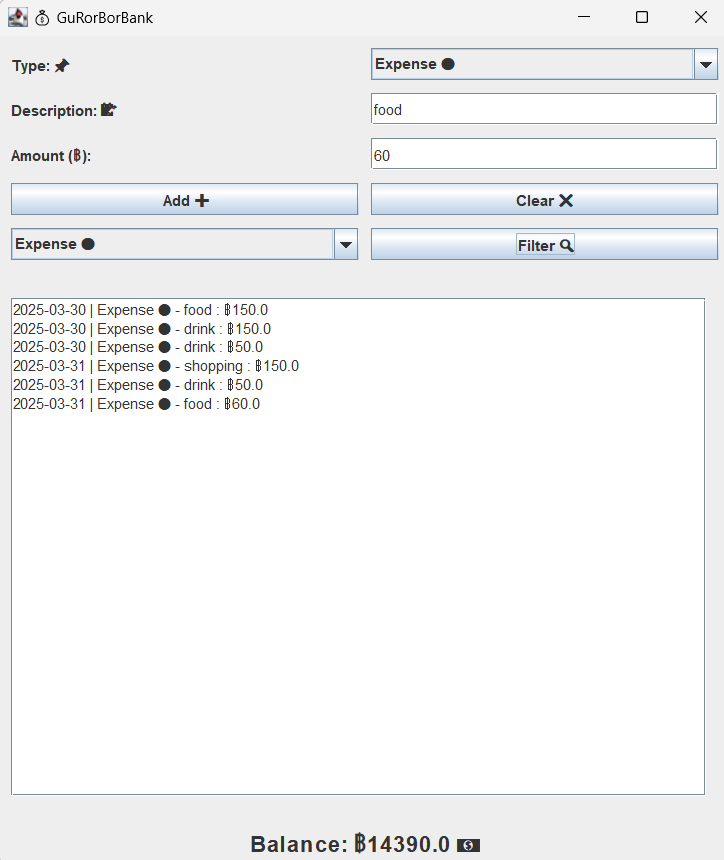 GuRorBorBank
Type: Expense
Description: food
Amount (฿): 60
Add Clear
Expense Filter
2025-03-30 | Expense ● - food : ฿150.0
2025-03-30 | Expense ● - drink : ฿150.0
2025-03-30 | Expense ● - drink : ฿50.0
2025-03-31 | Expense ● - shopping : ฿150.0
2025-03-31 | Expense ● - drink : ฿50.0
2025-03-31 | Expense ● - food : ฿60.0
Balance: ฿14390.0